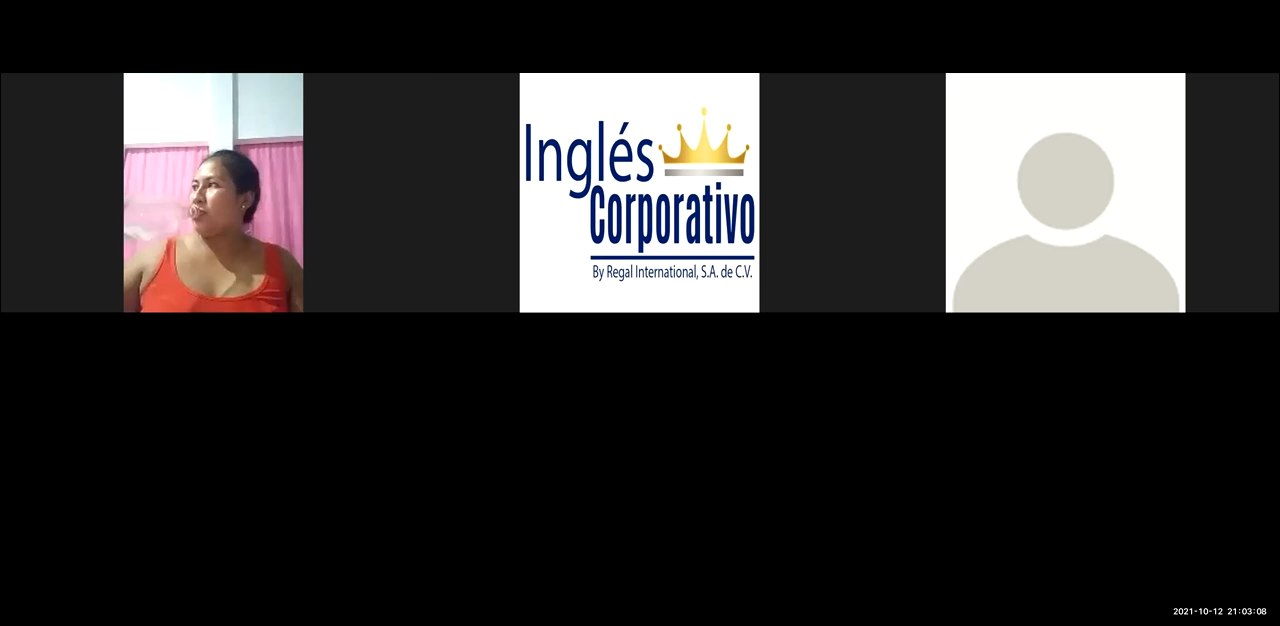 Inglés
Corporativo
By Regal International, S.A. de C.V.
2021-10-12 21:03:08